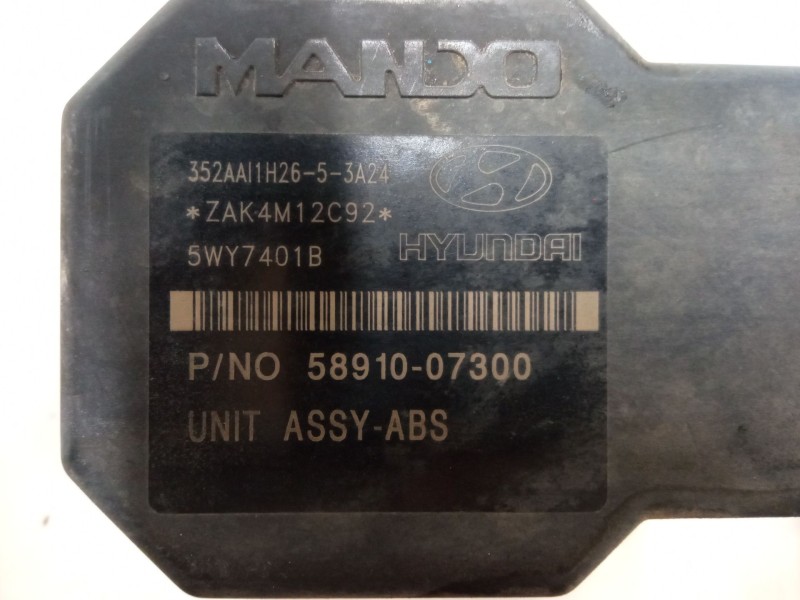 MANDO
352AAI1H26-5-3A24
*ZAK4M12C92*
5WY7401B
HYUNDAI
P/NO 58910-07300
UNIT ASSY-ABS